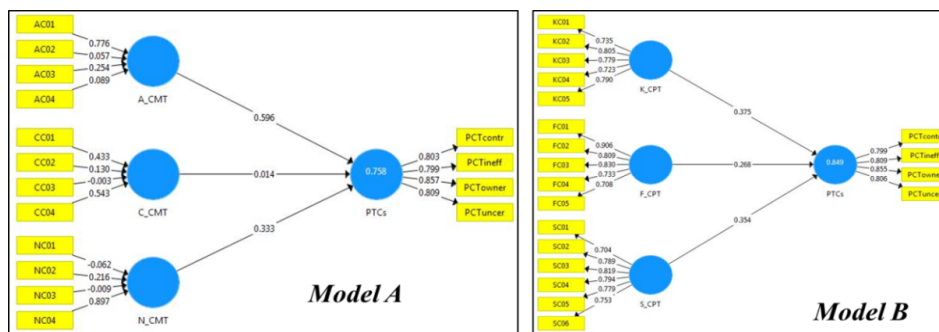 AC01
AC02
AC03
AC04
0.776
0.057
0.254
0.089
A_CMT
0.596
CC01
CC02
CC03
CC04
0.433
0.130
-0.003
0.543
C_CMT
0.014
NC01
NC02
NC03
NC04
-0.062
0.216
-0.009
0.897
N_CMT
0.333
0.758
PTCs
0.803
0.799
0.857
0.809
PCTcontr
PCTineff
PCTowner
PCTuncer
Model A
KC01
KC02
KC03
KC04
KC05
0.735
0.805
0.779
0.723
0.790
K_CPT
0.375
FC01
FC02
FC03
FC04
FC05
0.906
0.809
0.830
0.733
0.708
F_CPT
0.268
SC01
SC02
SC03
SC04
SC05
SC06
0.704
0.789
0.819
0.794
0.779
0.753
S_CPT
0.354
0.849
PTCs
0.799
0.809
0.855
0.806
PCTcontr
PCTineff
PCTowner
PCTuncer
Model B